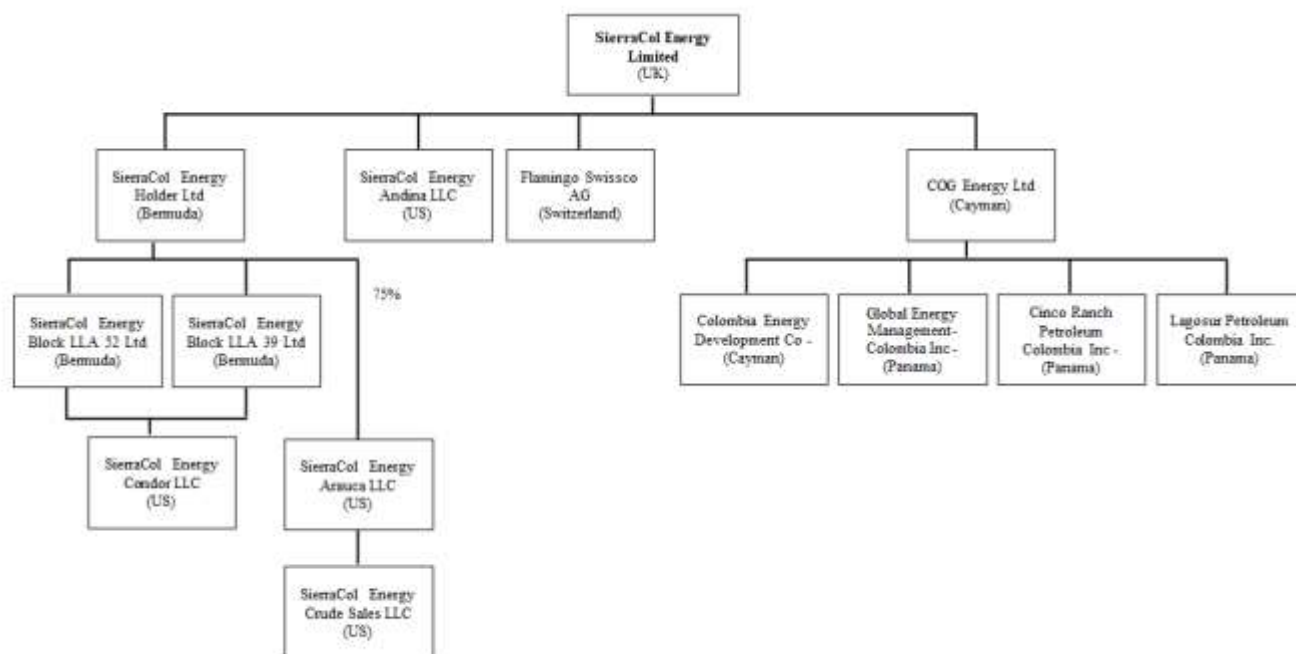 SierraCol Energy
Limited
(UK)
SierraCol Energy
Holder Ltd
(Bermuda)
SierraCol Energy
Andina LLC
(US)
Flamingo Swissco
AG
(Switzerland)
COG Energy Ltd
(Cayman)
75%
SierraCol Energy
Block LLA 52 Ltd
(Bermuda)
SierraCol Energy
Block LLA 39 Ltd
(Bermuda)
Colombia Energy
Development Co -
(Cayman)
Global Energy
Management-
Colombia Inc -
(Panama)
Cinco Ranch
Petroleum
Colombia Inc -
(Panama)
Lagosur Petroleum
Colombia Inc.
(Panama)
SierraCol Energy
Condor LLC
(US)
SierraCol Energy
Arauca LLC
(US)
SierraCol Energy
Crude Sales LLC
(US)